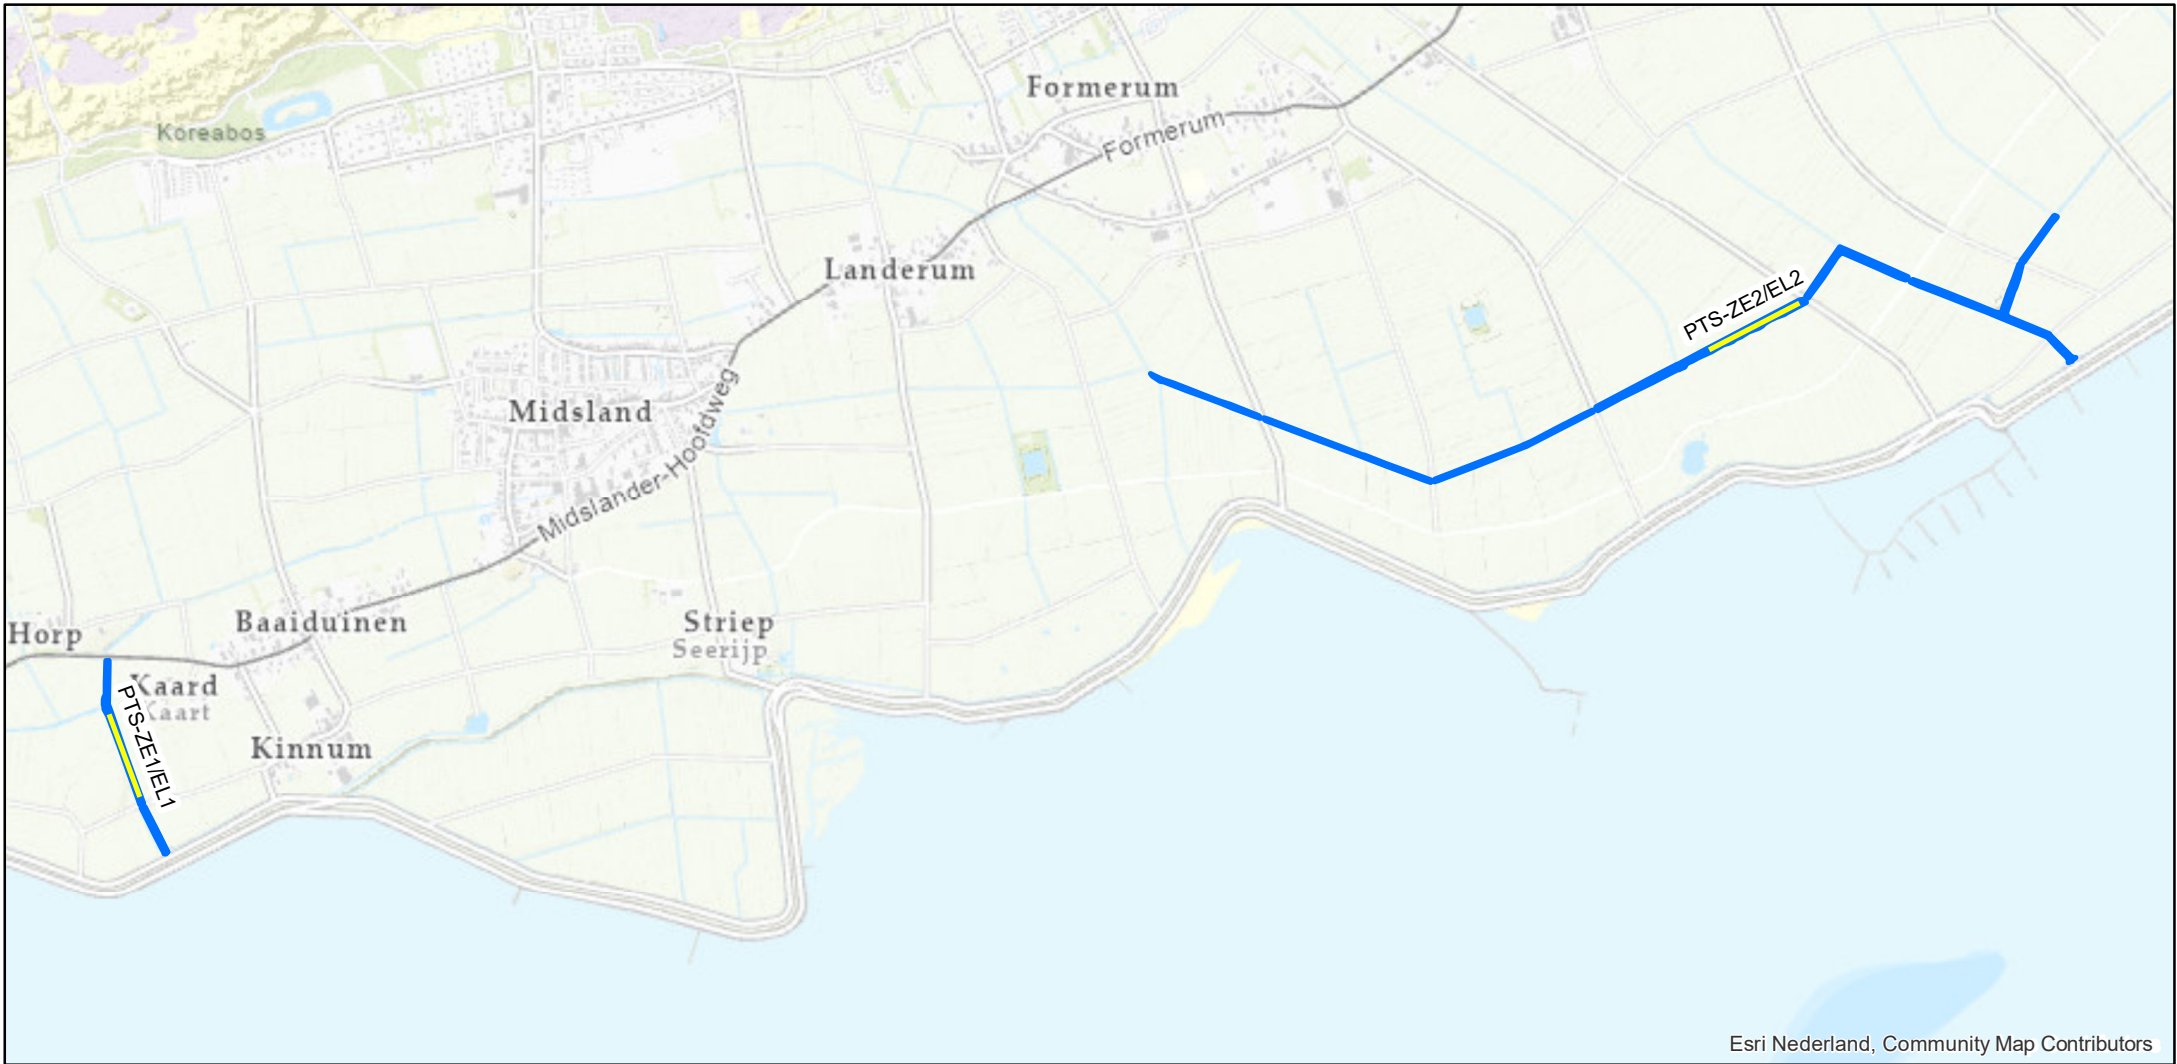 Formerum
Koreabos
Formerum
Landerum
PTS-ZE2/EL2
Midsland
Midslander-Hoofdweg
Baaiduinen
Striep
Seerijp
Horp
Kaard
Kaart
PTS-ZE1/EL1
Kinnum
Esri Nederland, Community Map Contributors